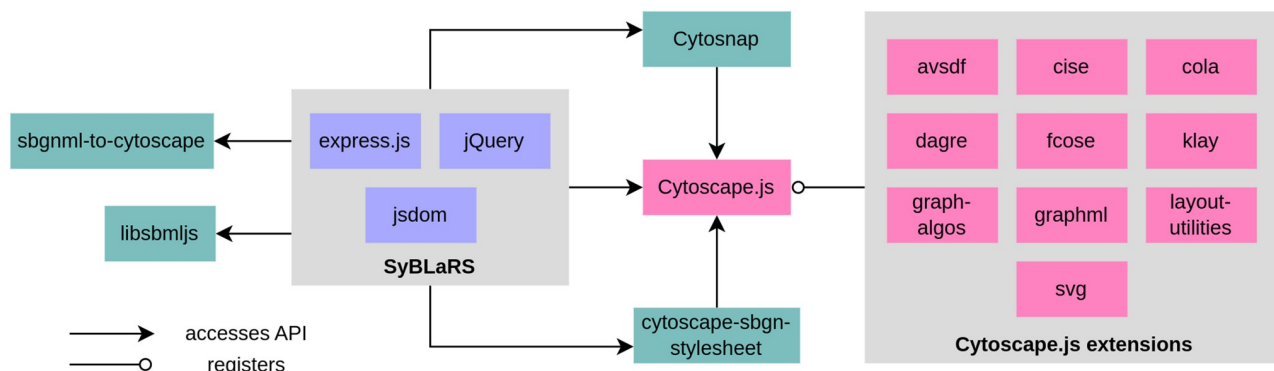 Cytosnap
avsdf
cise
cola
sbgnml-to-cytoscape
express.js
jQuery
dagre
fcose
klay
Cytoscape.js
libsbmljs
jsdom
graph-
algos
graphml
layout-
utilities
SyBLaRS
svg
accesses API
cytoscape-sbgn-
stylesheet
Cytoscape.js extensions
registers